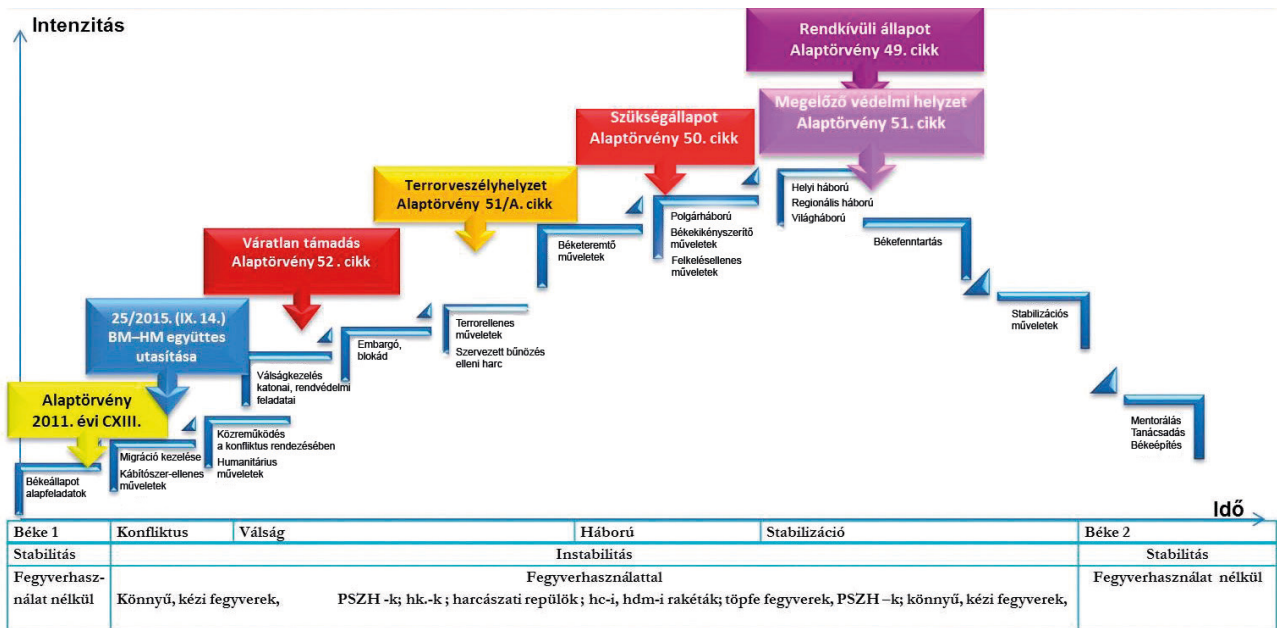 Intenzitás
Rendkívüli állapot
Alaptörvény 49. cikk
Megelőző védelmi helyzet
Alaptörvény 51. cikk
Szükségállapot
Alaptörvény 50. cikk
Terrorveszélyhelyzet
Alaptörvény 51/A. cikk
Váratlan támadás
Alaptörvény 52 . cikk
25/2015. (IX. 14.)
BM–HM együttes
utasítása
Alaptörvény
2011. évi CXIII.
Békeállapot
alapfeladatok
Migráció kezelése
Kábítószer-ellenes
műveletek
Közreműködés
a konfliktus rendezésében
Humanitárius
műveletek
Válságkezelés
katonai, rendvédelmi
feladatai
Embargó,
blokád
Terrorellenes
műveletek
Szervezett bűnözés
elleni harc
Béketeremtő
műveletek
Polgárháború
Békekikényszerítő
műveletek
Felkelésellenes
műveletek
Helyi háború
Regionális háború
Világháború
Békefenntartás
Stabilizációs
műveletek
Mentorálás
Tanácsadás
Békeépítés
Idő
Béke 1 Konfliktus Válság Háború Stabilizáció Béke 2
Stabilitás Instabilitás Stabilitás
Fegyverhasz-
nálat nélkül
Fegyverhasználattal
Könnyű, kézi fegyverek, PSZH -k; hk.-k ; harcászati repülök ; hc-i, hdm-i rakéták; töpfe fegyverek, PSZH –k; könnyű, kézi fegyverek,
Fegyverhasználat nélkül